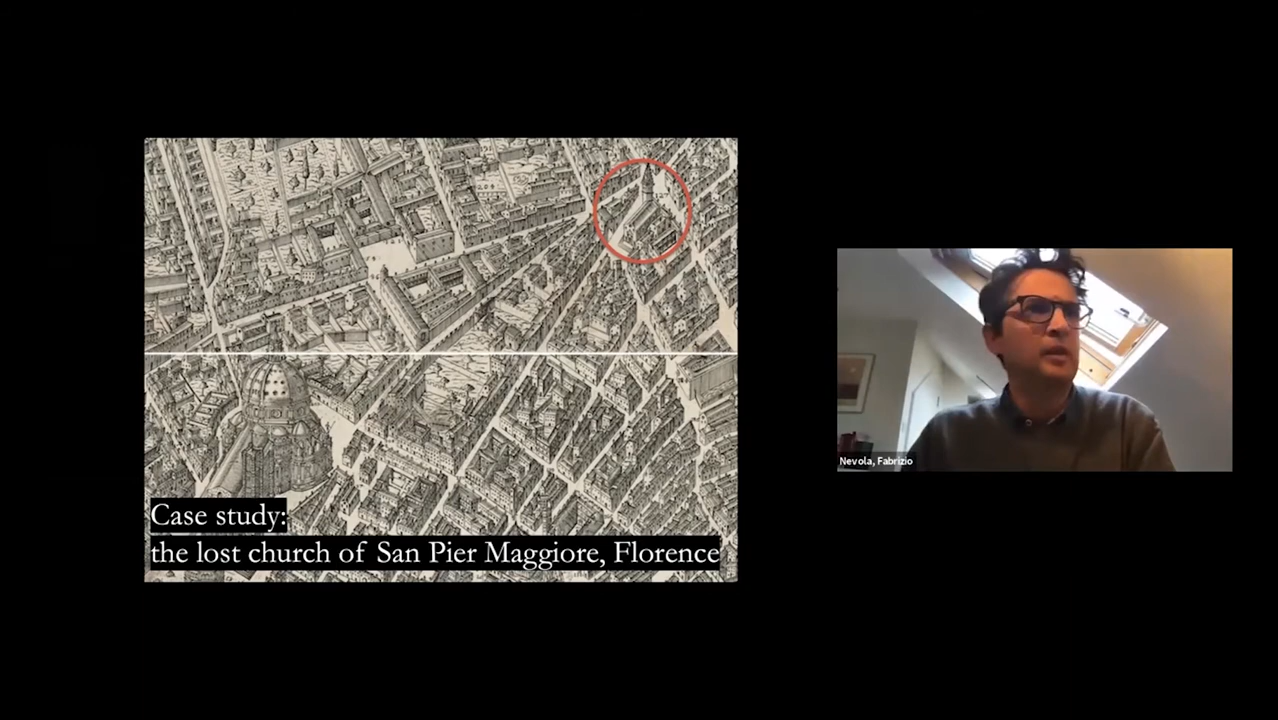 Case study:
the lost church of San Pier Maggiore, Florence
Nevola, Fabrizio